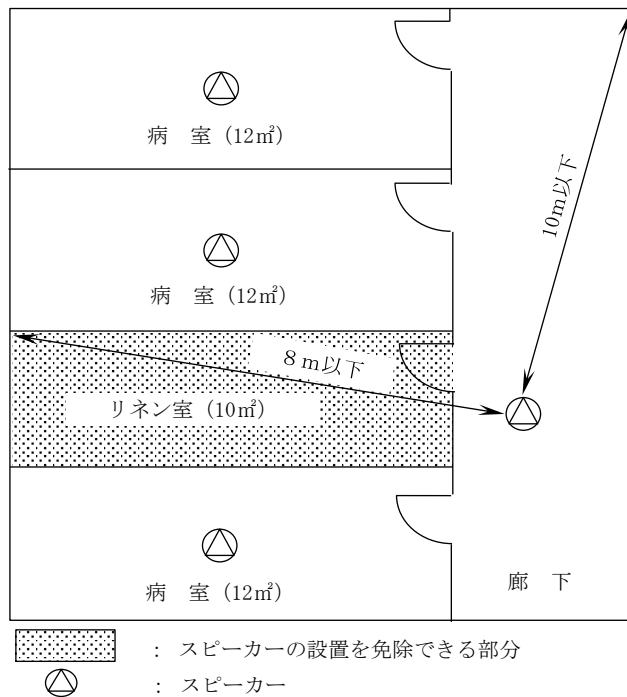 病 室 (12㎡)
10m以下
病 室 (12㎡)
8m以下
リネン室 (10㎡)
病 室 (12㎡)
廊 下
: スピーカーの設置を免除できる部分
: スピーカー